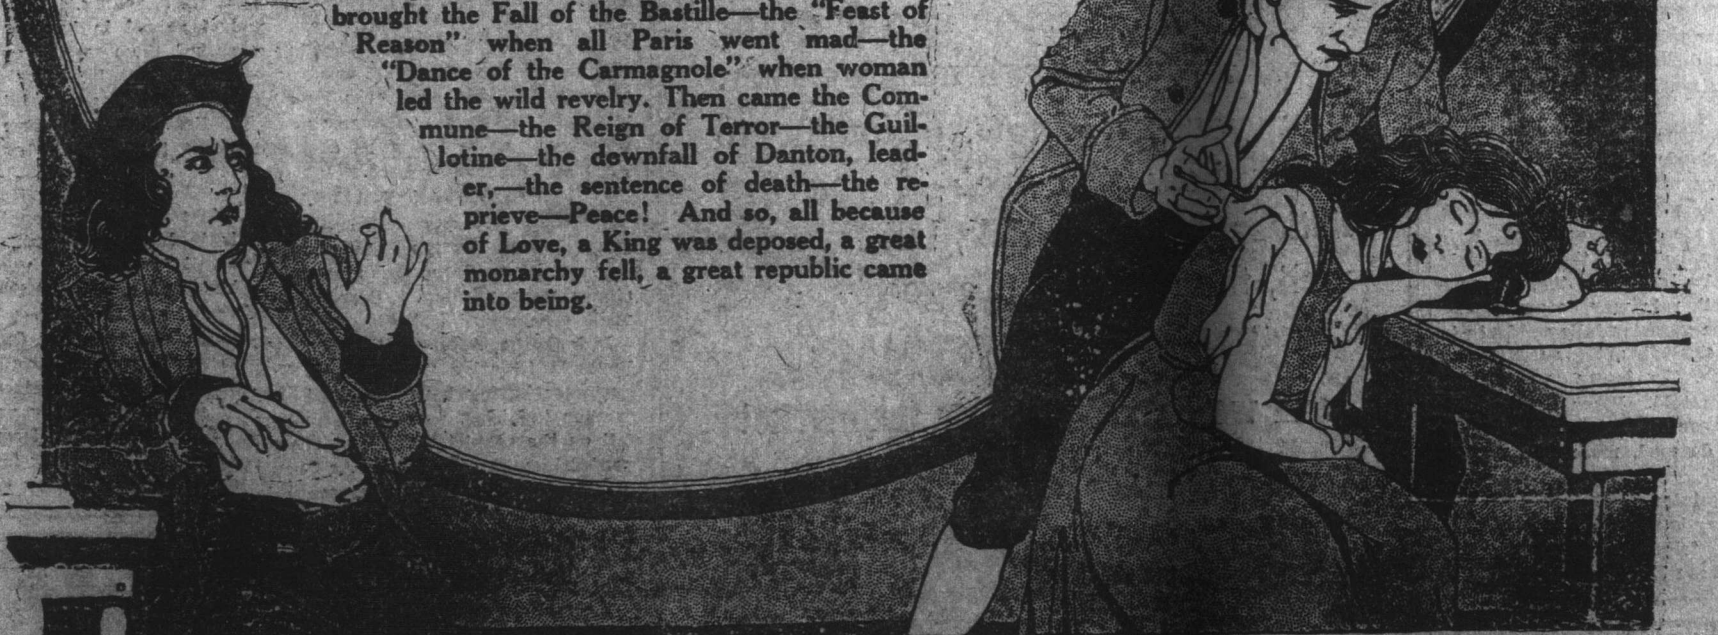 brought the Fall of the Bastille—the "Feast of
Reason" when all Paris went mad—the
"Dance of the Carmagnole" when woman
led the wild revelry. Then came the Com-
mune—the Reign of Terror—the Guil-
lotine—the downfall of Danton, lead-
er,—the sentence of death—the re-
prieve—Peace! And so, all because
of Love, a King was deposed, a great
monarchy fell, a great republic came
into being.